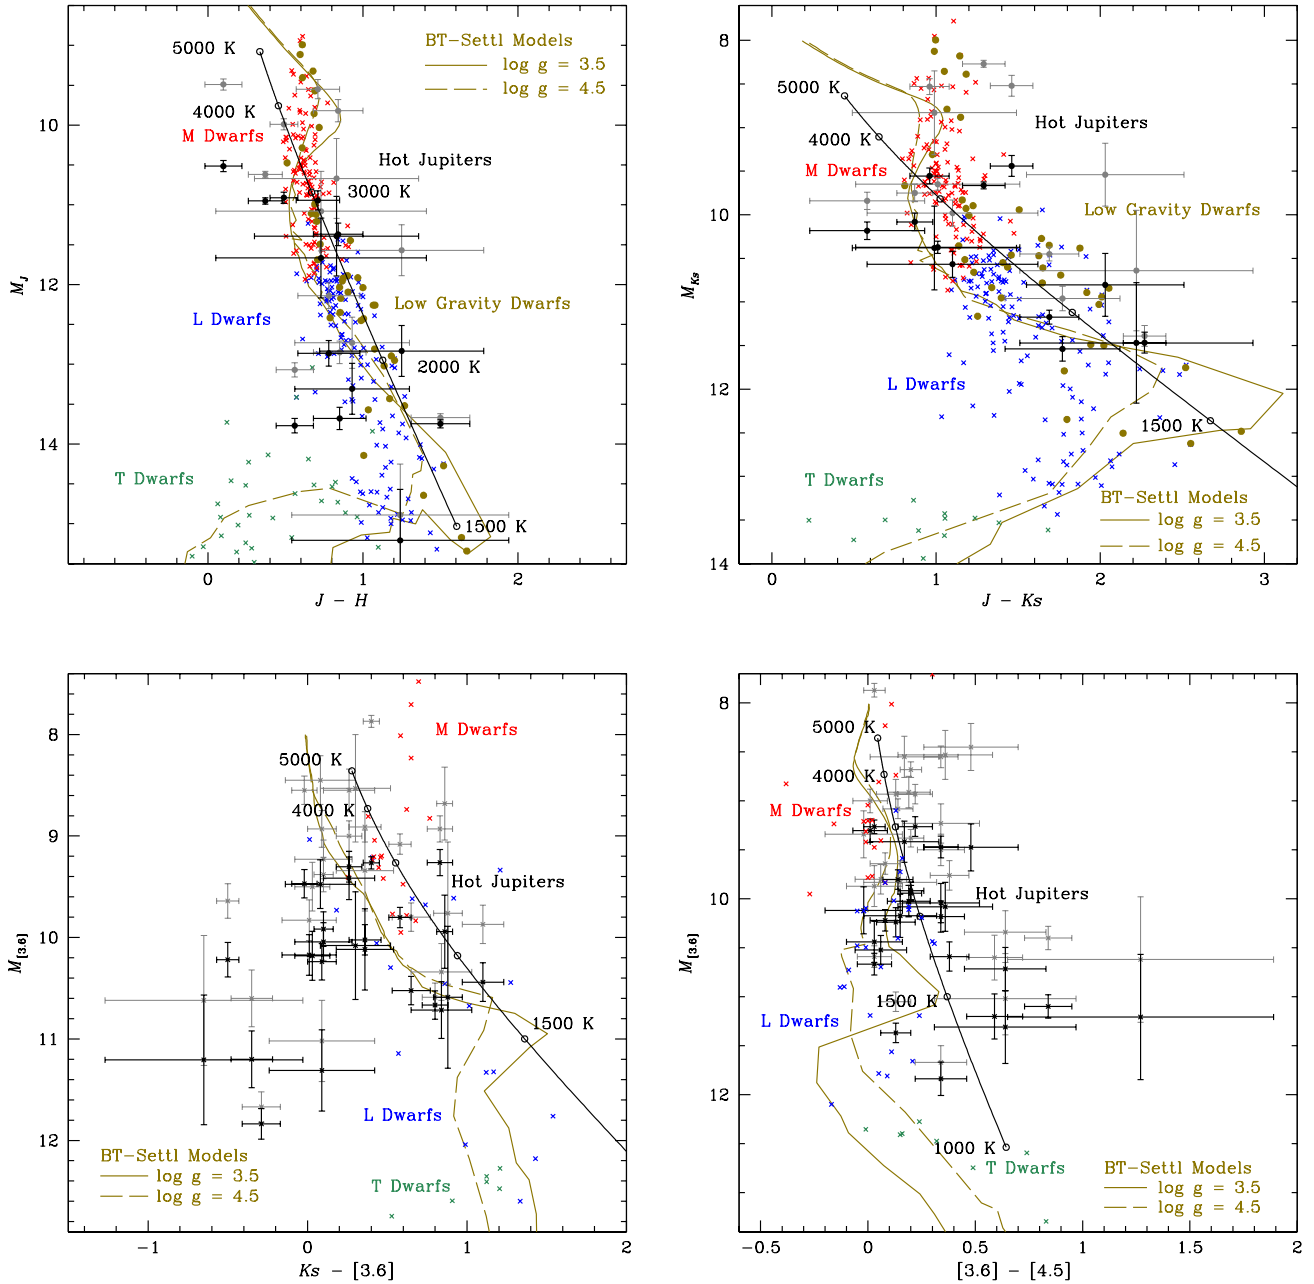 5000 K
BT-Settl Models
log g = 3.5
log g = 4.5
4000 K
10
M Dwarfs
Hot Jupiters
3000 K
M_J
12
Low Gravity Dwarfs
L Dwarfs
2000 K
14
T Dwarfs
1500 K
0
1
2
J - H
8
5000 K
Hot Jupiters
4000 K
M Dwarfs
10
Low Gravity Dwarfs
M_Ks
12
L Dwarfs
1500 K
T Dwarfs
BT-Settl Models
log g = 3.5
log g = 4.5
14
0
1
2
3
J - Ks
8
M Dwarfs
5000 K
4000 K
9
Hot Jupiters
10
M_[3.6]
11
1500 K
L Dwarfs
12
BT-Settl Models
log g = 3.5
log g = 4.5
T Dwarfs
-1
0
1
2
Ks - [3.6]
8
5000 K
4000 K
M Dwarfs
Hot Jupiters
10
M_[3.6]
1500 K
L Dwarfs
12
1000 K
T Dwarfs
BT-Settl Models
log g = 3.5
log g = 4.5
-0.5
0
0.5
1
1.5
2
[3.6] - [4.5]